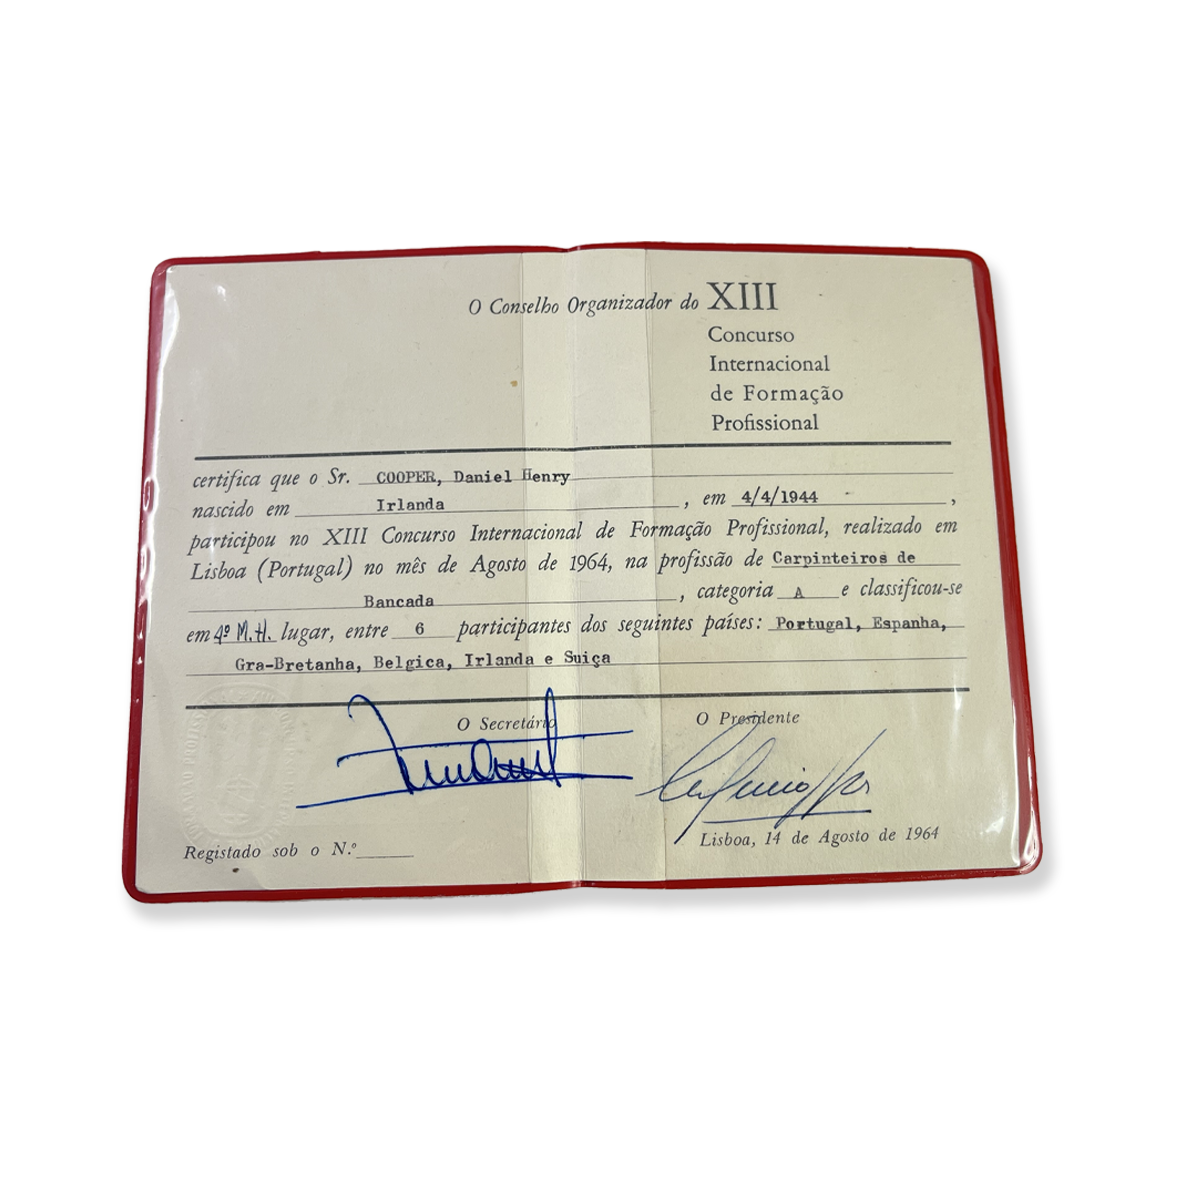 O Conselho Organizador do XIII
Concurso
Internacional
de Formação
Profissional
certifica que o Sr. COOPER, Daniel Henry
nascido em Irlanda, em 4/4/1944,
participou no XIII Concurso Internacional de Formação Profissional, realizado em
Lisboa (Portugal) no mês de Agosto de 1964, na profissão de Carpinteiros de
Bancada, categoria A e classificou-se
em 4º M.H. lugar, entre 6 participantes dos seguintes países: Portugal, Espanha,
Gra-Bretanha, Belgica, Irlanda e Suiça
O Secretário O Presidente
Lisboa, 14 de Agosto de 1964
Registado sob o N.º